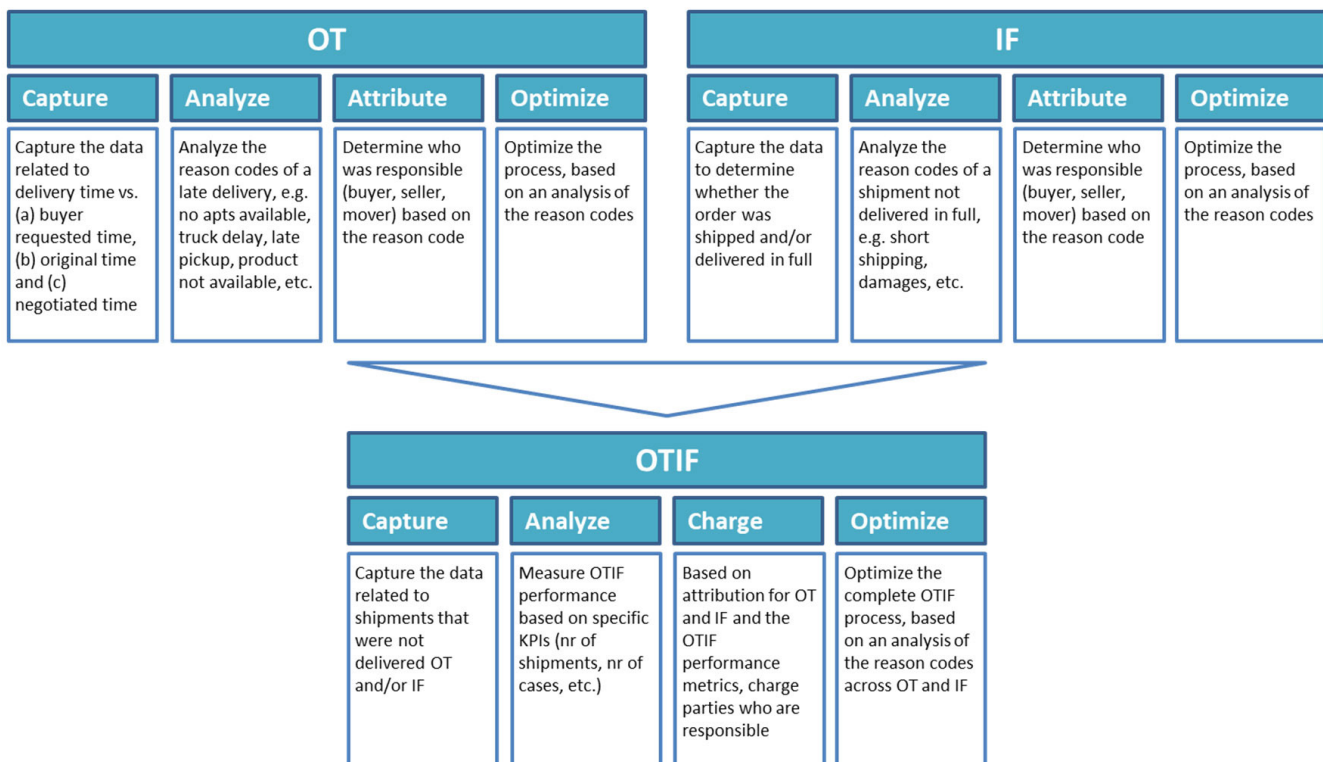 OT
Capture
Analyze
Attribute
Optimize
Capture the data
related to
delivery time vs.
(a) buyer
requested time,
(b) original time
and (c)
negotiated time
Analyze the
reason codes of a
late delivery, e.g.
no apts available,
truck delay, late
pickup, product
not available, etc.
Determine who
was responsible
(buyer, seller,
mover) based on
the reason code
Optimize the
process, based
on an analysis of
the reason codes
IF
Capture
Analyze
Attribute
Optimize
Capture the data
to determine
whether the
order was
shipped and/or
delivered in full
Analyze the
reason codes of a
shipment not
delivered in full,
e.g. short
shipping,
damages, etc.
Determine who
was responsible
(buyer, seller,
mover) based on
the reason code
Optimize the
process, based
on an analysis of
the reason codes
OTIF
Capture
Analyze
Charge
Optimize
Capture the data
related to
shipments that
were not
delivered OT
and/or IF
Measure OTIF
performance
based on specific
KPIs (nr of
shipments, nr of
cases, etc.)
Based on
attribution for OT
and IF and the
OTIF
performance
metrics, charge
parties who are
responsible
Optimize the
complete OTIF
process, based
on an analysis of
the reason codes
across OT and IF